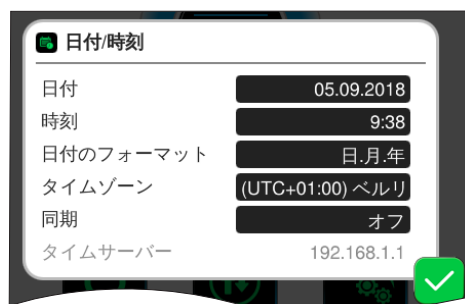 日付/時刻
日付 05.09.2018
時刻 9:38
日付のフォーマット 日.月.年
タイムゾーン (UTC+01:00) ベルリ
同期 オフ
タイムサーバー 192.168.1.1